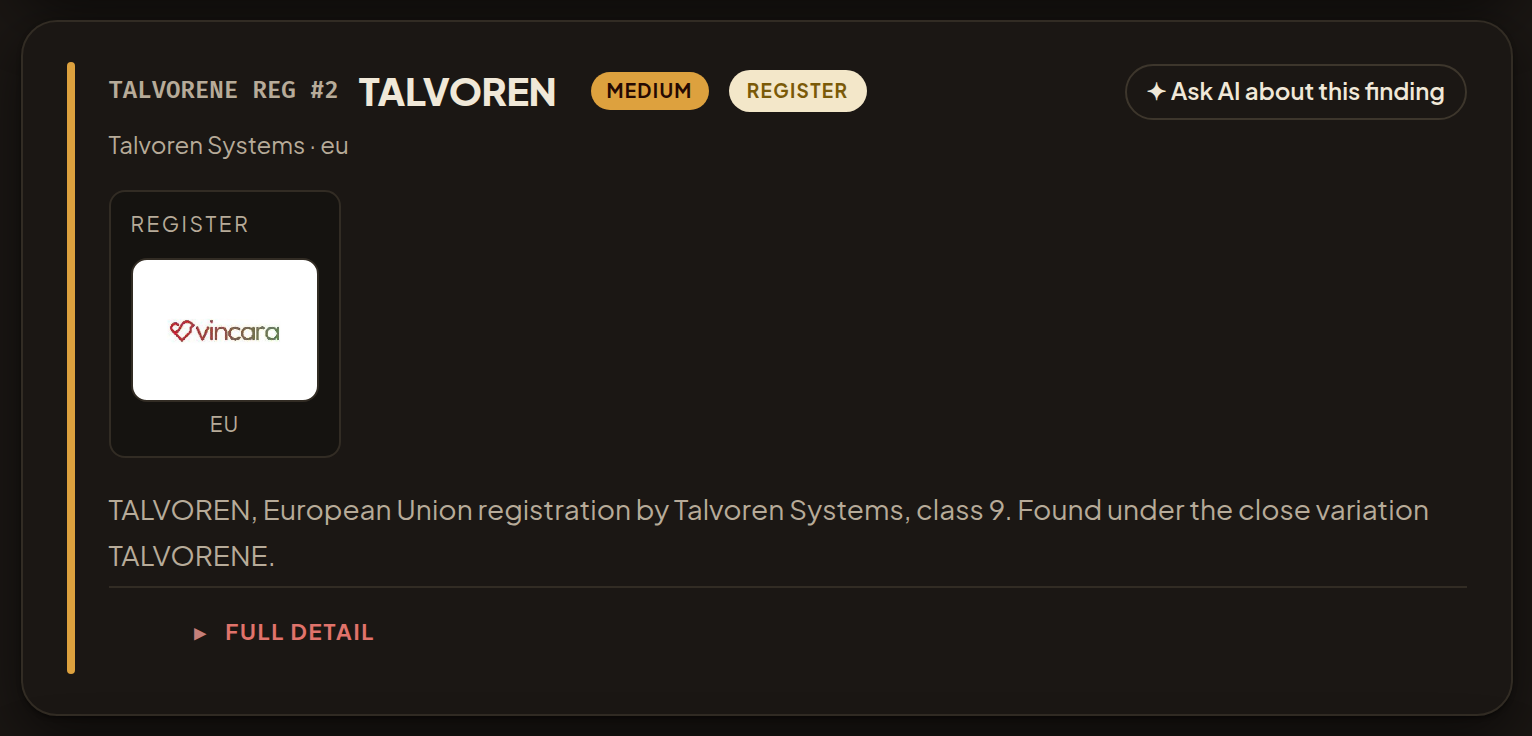 TALVORENE REG #2 TALVOREN MEDIUM REGISTER ✦ Ask AI about this finding
Talvoren Systems · eu
REGISTER
vincara
EU
TALVOREN, European Union registration by Talvoren Systems, class 9. Found under the close variation
TALVORENE.
▶ FULL DETAIL